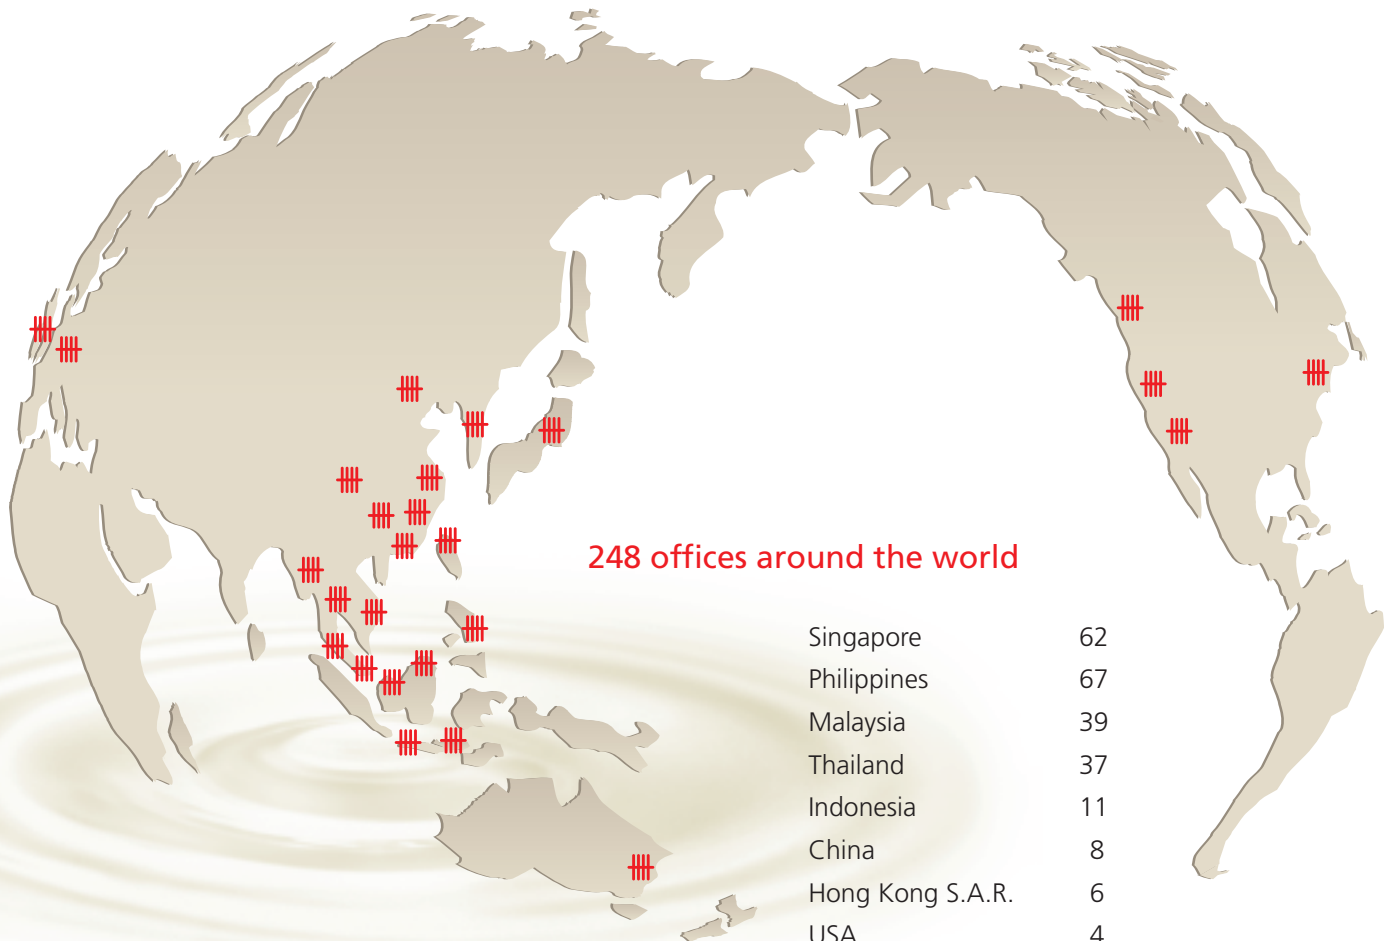 248 offices around the world
Singapore 62
Philippines 67
Malaysia 39
Thailand 37
Indonesia 11
China 8
Hong Kong S.A.R. 6
USA 4